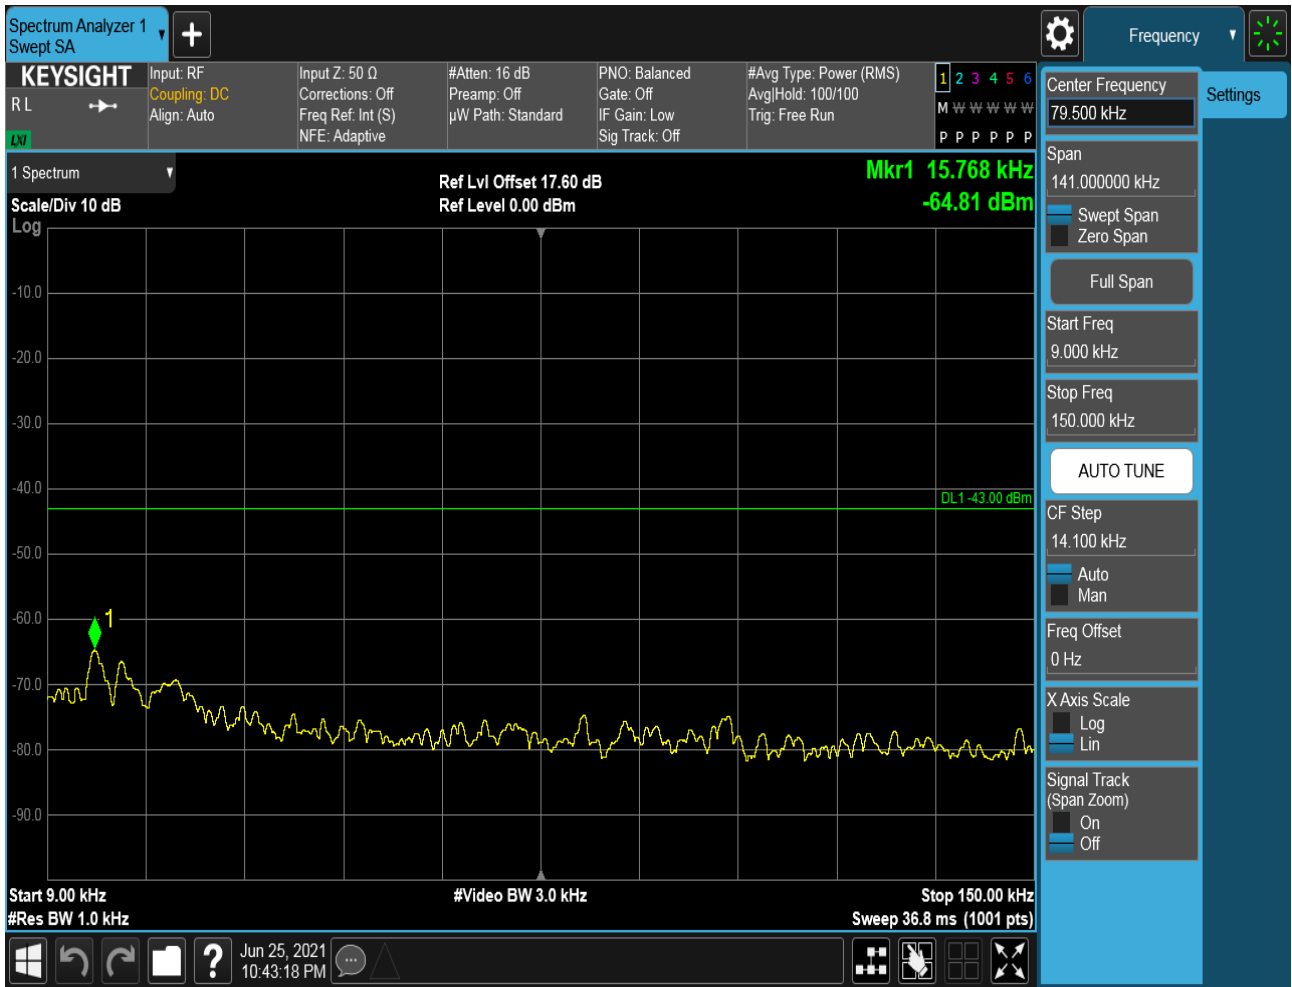 Spectrum Analyzer 1
Swept SA
Frequency
KEYSIGHT
R L
LXI
Input: RF
Coupling: DC
Align: Auto
Input Z: 50 Ω
Corrections: Off
Freq Ref: Int (S)
NFE: Adaptive
#Atten: 16 dB
Preamp: Off
µW Path: Standard
PNO: Balanced
Gate: Off
IF Gain: Low
Sig Track: Off
#Avg Type: Power (RMS)
Avg|Hold: 100/100
Trig: Free Run
1 2 3 4 5 6
M W W W W W
P P P P P P
1 Spectrum
Scale/Div 10 dB
Log
Ref Lvl Offset 17.60 dB
Ref Level 0.00 dBm
Mkr1 15.768 kHz
-64.81 dBm
-10.0
-20.0
-30.0
-40.0
DL1 -43.00 dBm
-50.0
-60.0
1
-70.0
-80.0
-90.0
Start 9.00 kHz
#Video BW 3.0 kHz
Stop 150.00 kHz
#Res BW 1.0 kHz
Sweep 36.8 ms (1001 pts)
Jun 25, 2021
10:43:18 PM
Center Frequency
79.500 kHz
Settings
Span
141.000000 kHz
Swept Span
Zero Span
Full Span
Start Freq
9.000 kHz
Stop Freq
150.000 kHz
AUTO TUNE
CF Step
14.100 kHz
Auto
Man
Freq Offset
0 Hz
X Axis Scale
Log
Lin
Signal Track
(Span Zoom)
On
Off